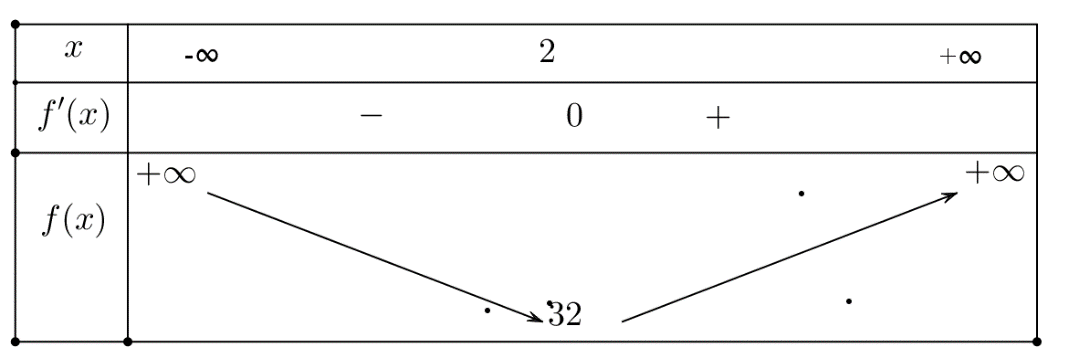 x -∞ 2 +∞
f′(x) − 0 +
+∞ +∞
f(x)
32